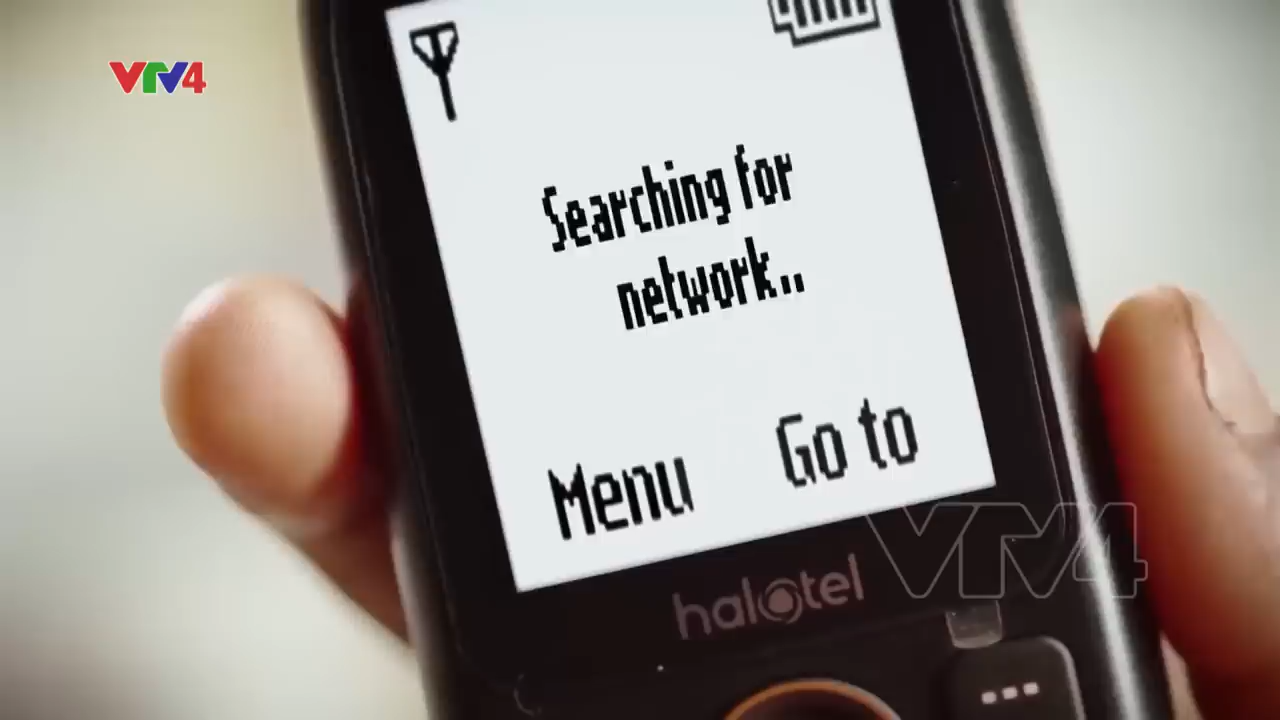 VTV4
Searching for
network..
Menu
Go to
halotel
VTV4